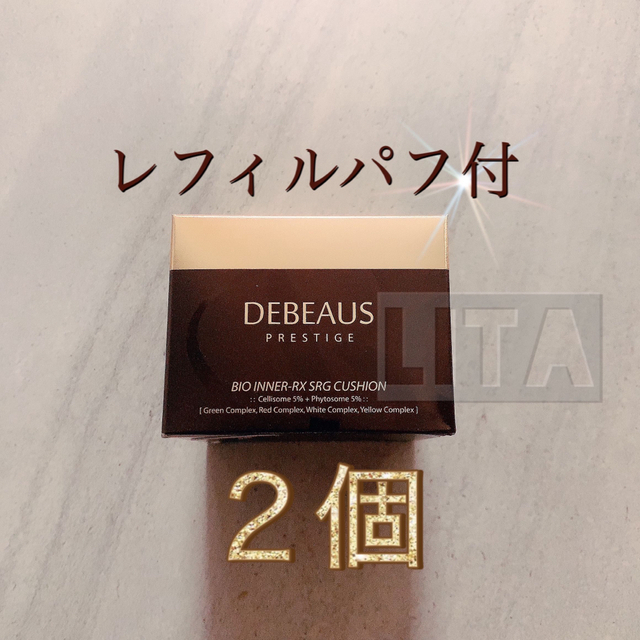 レフィルパフ付
DEBEAUS
PRESTIGE
LITA
BIO INNER-RX SRG CUSHION
:: Cellisome 5% + Phytosome 5% ::
[ Green Complex, Red Complex, White Complex, Yellow Complex ]
２個